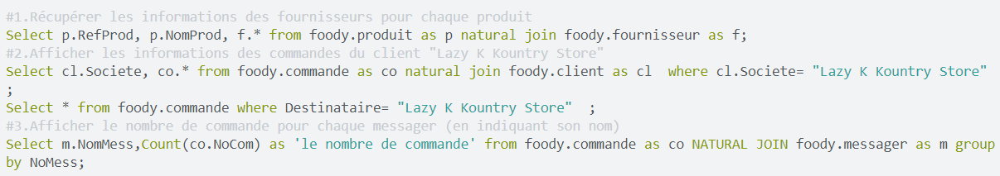 #1.Récupérer les informations des fournisseurs pour chaque produit
Select p.RefProd, p.NomProd, f.* from foody.produit as p natural join foody.fournisseur as f;
#2.Afficher les informations des commandes du client "Lazy K Kountry Store"
Select cl.Societe, co.* from foody.commande as co natural join foody.client as cl  where cl.Societe= "Lazy K Kountry Store"
;
Select * from foody.commande where Destinataire= "Lazy K Kountry Store"  ;
#3.Afficher le nombre de commande pour chaque messager (en indiquant son nom)
Select m.NomMess,Count(co.NoCom) as 'le nombre de commande' from foody.commande as co NATURAL JOIN foody.messager as m group
by NoMess;